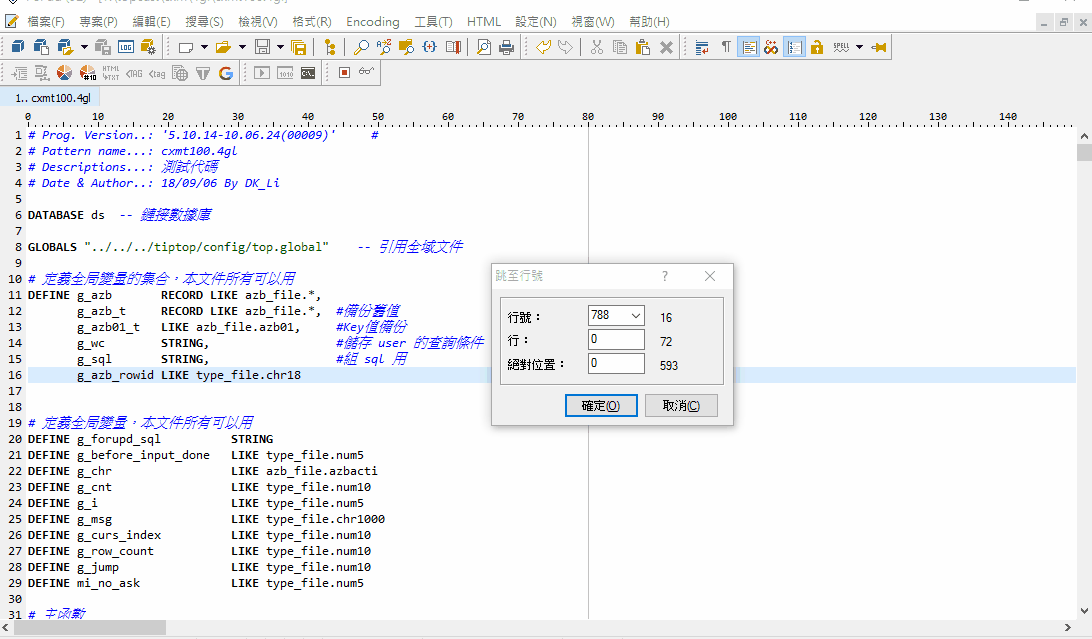 檔案(F) 專案(P) 編輯(E) 搜尋(S) 檢視(V) 格式(R) Encoding 工具(T) HTML 設定(N) 視窗(W) 幫助(H)
LOG SPELL
#10 HTML TXT <TAG <tag 1010 C:\
1.. cxmt100.4gl
0 10 20 30 40 50 60 70 80 90 100 110 120 130 140
1 # Prog. Version..: '5.10.14-10.06.24(00009)' #
2 # Pattern name...: cxmt100.4gl
3 # Descriptions...: 測試代碼
4 # Date & Author..: 18/09/06 By DK_Li
5
6 DATABASE ds -- 鏈接數據庫
7
8 GLOBALS "../../../tiptop/config/top.global" -- 引用全域文件
9
10 # 定義全局變量的集合，本文件所有可以用
11 DEFINE g_azb RECORD LIKE azb_file.*,
12 g_azb_t RECORD LIKE azb_file.*, #備份舊值
13 g_azb01_t LIKE azb_file.azb01, #Key值備份
14 g_wc STRING, #儲存 user 的查詢條件
15 g_sql STRING, #組 sql 用
16 g_azb_rowid LIKE type_file.chr18
17
18
19 # 定義全局變量，本文件所有可以用
20 DEFINE g_forupd_sql STRING
21 DEFINE g_before_input_done LIKE type_file.num5
22 DEFINE g_chr LIKE azb_file.azbacti
23 DEFINE g_cnt LIKE type_file.num10
24 DEFINE g_i LIKE type_file.num5
25 DEFINE g_msg LIKE type_file.chr1000
26 DEFINE g_curs_index LIKE type_file.num10
27 DEFINE g_row_count LIKE type_file.num10
28 DEFINE g_jump LIKE type_file.num10
29 DEFINE mi_no_ask LIKE type_file.num5
30
31 # 主函數
跳至行號 ?
行號： 788 16
行： 0 72
絕對位置： 0 593
確定(O) 取消(C)